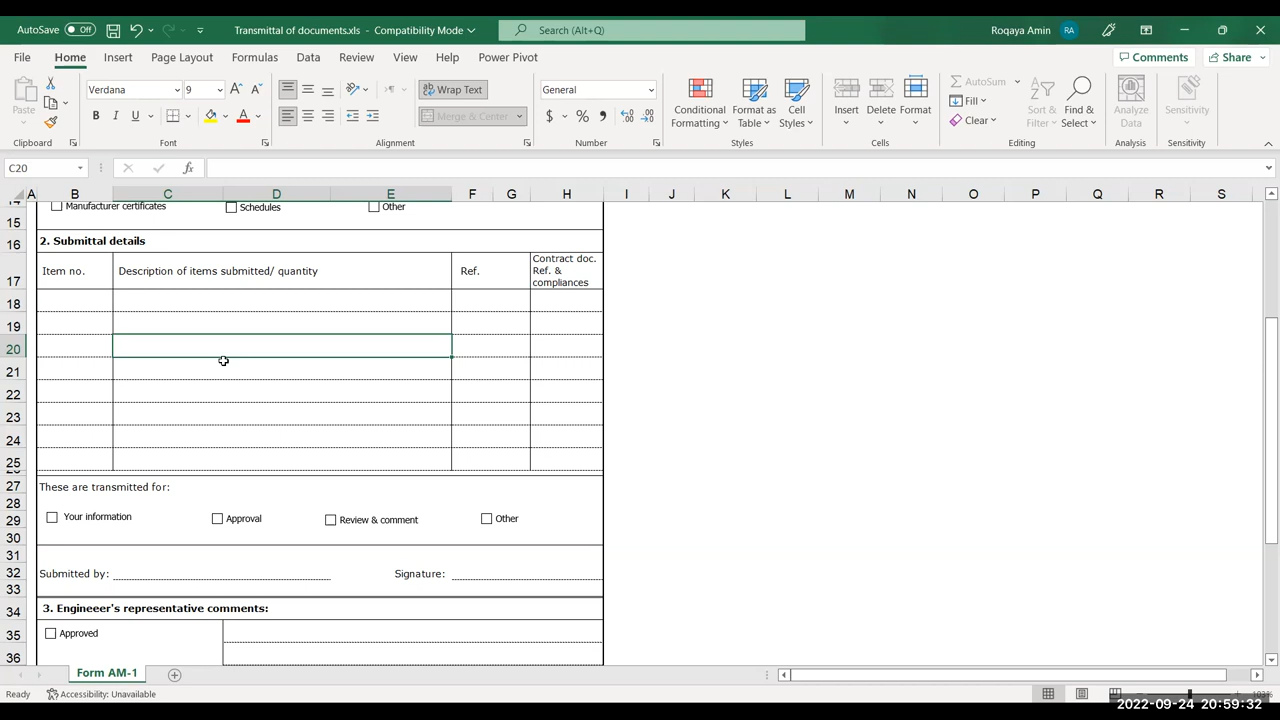 AutoSave Off Transmittal of documents.xls - Compatibility Mode Search (Alt+Q) Roqaya Amin RA
File Home Insert Page Layout Formulas Data Review View Help Power Pivot Comments Share
Paste Verdana 9 A A Wrap Text General Conditional Formatting Format as Table Cell Styles Insert Delete Format AutoSum Fill Clear Sort & Filter Find & Select Analyze Data Sensitivity
B I U A Merge & Center $ % 9
Clipboard Font Alignment Number Styles Cells Editing Analysis Sensitivity
C20 fx
A B C D E F G H I J K L M N O P Q R S
Manufacturer certificates Schedules Other
15
16 2. Submittal details
17 Item no. Description of items submitted/ quantity Ref. Contract doc. Ref. & compliances
18
19
20
21
22
23
24
25
27 These are transmitted for:
28
29 Your information Approval Review & comment Other
30
31
32 Submitted by: Signature:
33
34 3. Engineeer's representative comments:
35 Approved
36
Form AM-1
Ready Accessibility: Unavailable
2022-09-24 20:59:32